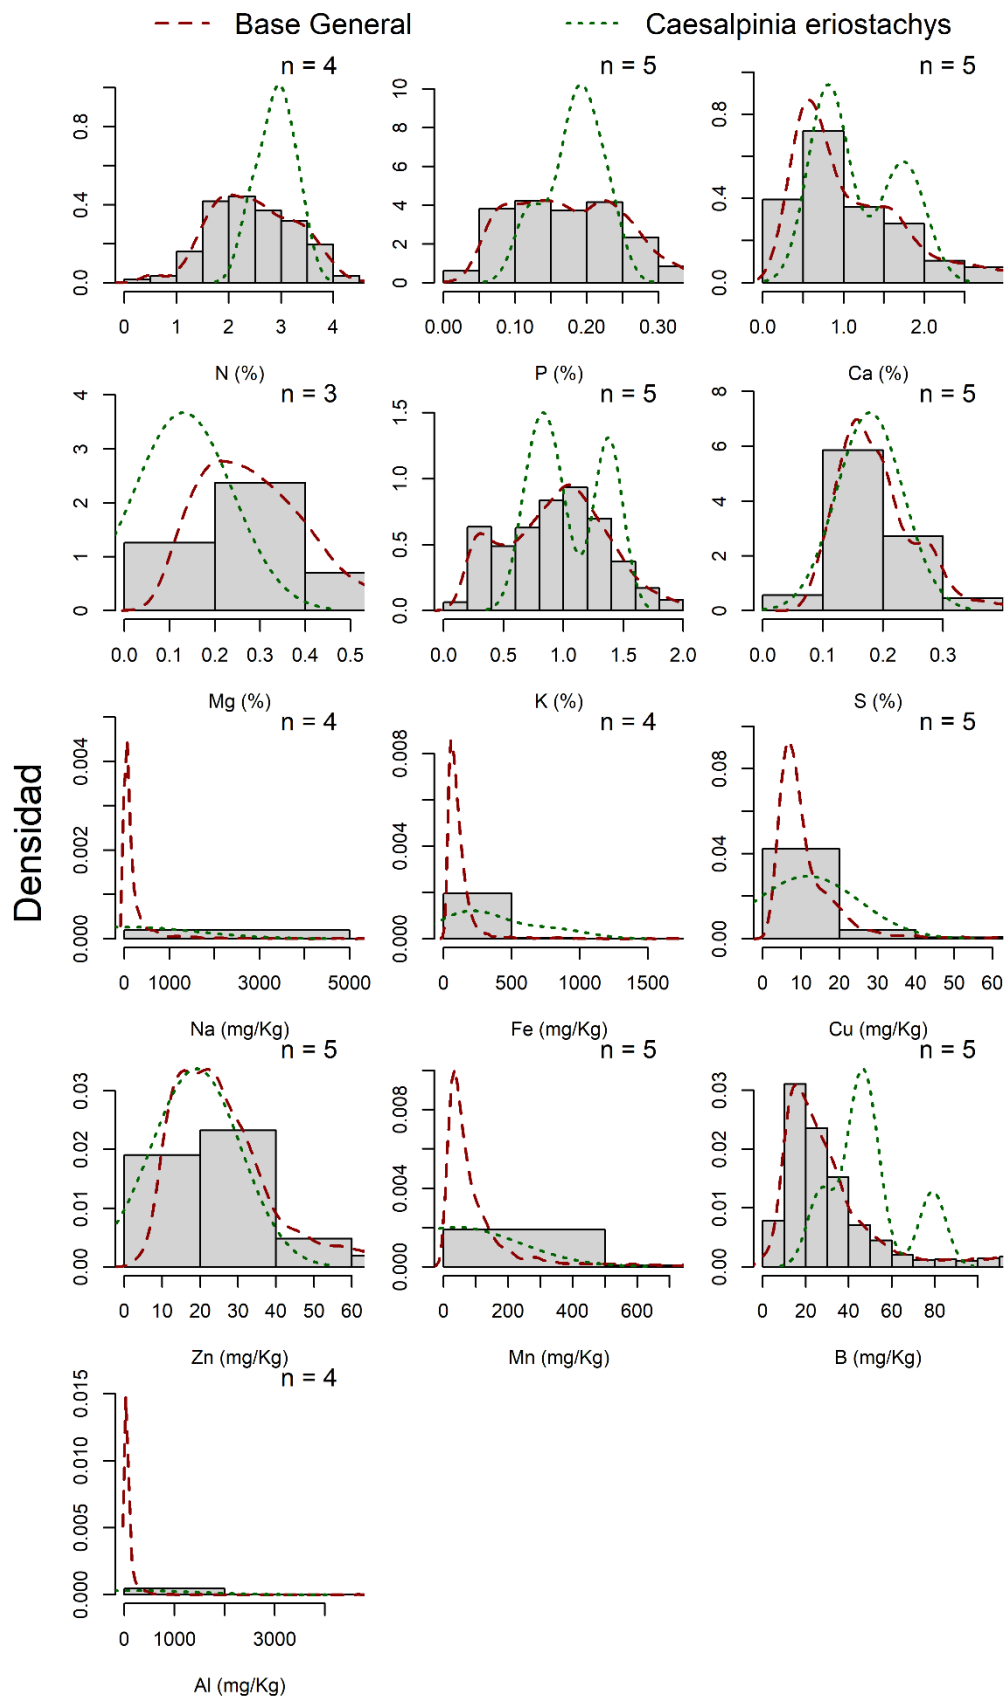 Base General Caesalpinia eriostachys
n = 4 n = 5 n = 5
0.0 0.4 0.8
0 1 2 3 4
N (%)
0 2 4 6 8 10
0.00 0.10 0.20 0.30
P (%)
0.0 0.4 0.8
0.0 1.0 2.0
Ca (%)
n = 3 n = 5 n = 5
0 1 2 3 4
0.0 0.1 0.2 0.3 0.4 0.5
Mg (%)
0.0 0.5 1.0 1.5
0.0 0.5 1.0 1.5 2.0
K (%)
0 2 4 6 8
0.0 0.1 0.2 0.3
S (%)
Densidad
n = 4 n = 4 n = 5
0.000 0.002 0.004
0 1000 3000 5000
Na (mg/Kg)
0.000 0.004 0.008
0 500 1000 1500
Fe (mg/Kg)
0.00 0.04 0.08
0 10 20 30 40 50 60
Cu (mg/Kg)
n = 5 n = 5 n = 5
0.00 0.01 0.02 0.03
0 10 20 30 40 50 60
Zn (mg/Kg)
0.000 0.004 0.008
0 200 400 600
Mn (mg/Kg)
0.00 0.01 0.02 0.03
0 20 40 60 80
B (mg/Kg)
n = 4
0.000 0.005 0.010 0.015
0 1000 3000
Al (mg/Kg)